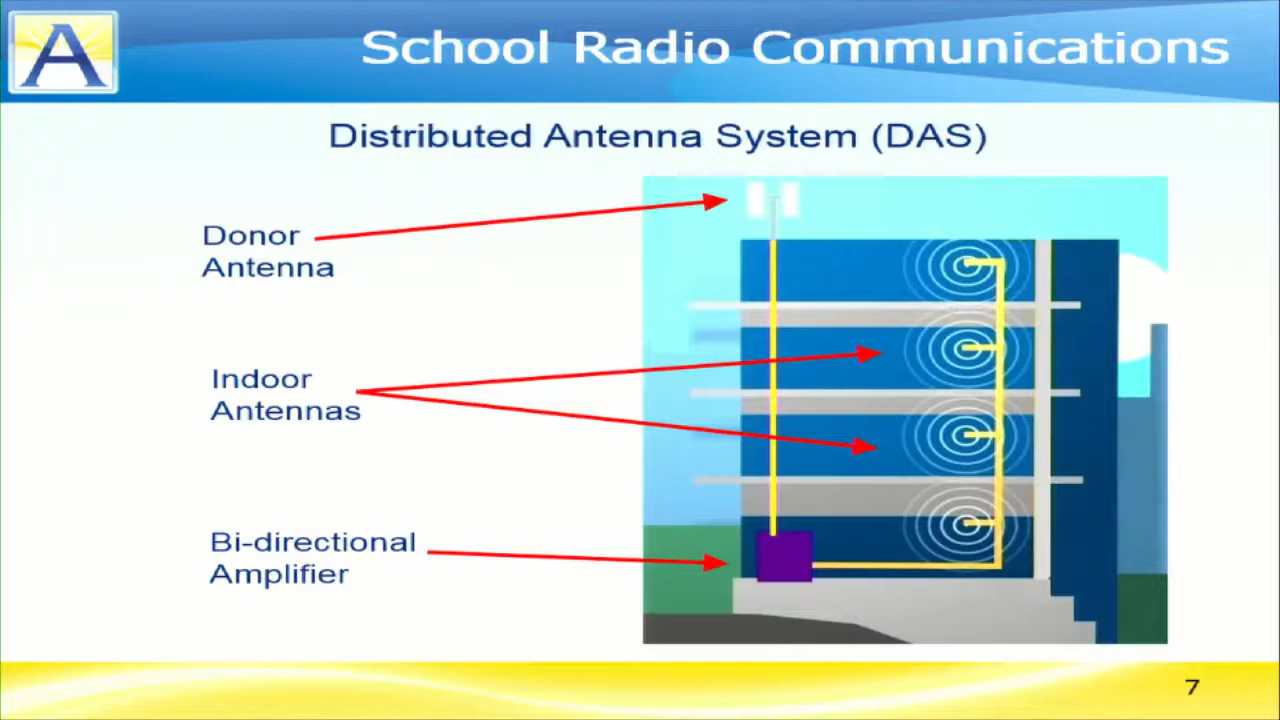 A
School Radio Communications
Distributed Antenna System (DAS)
Donor
Antenna
Indoor
Antennas
Bi-directional
Amplifier
7